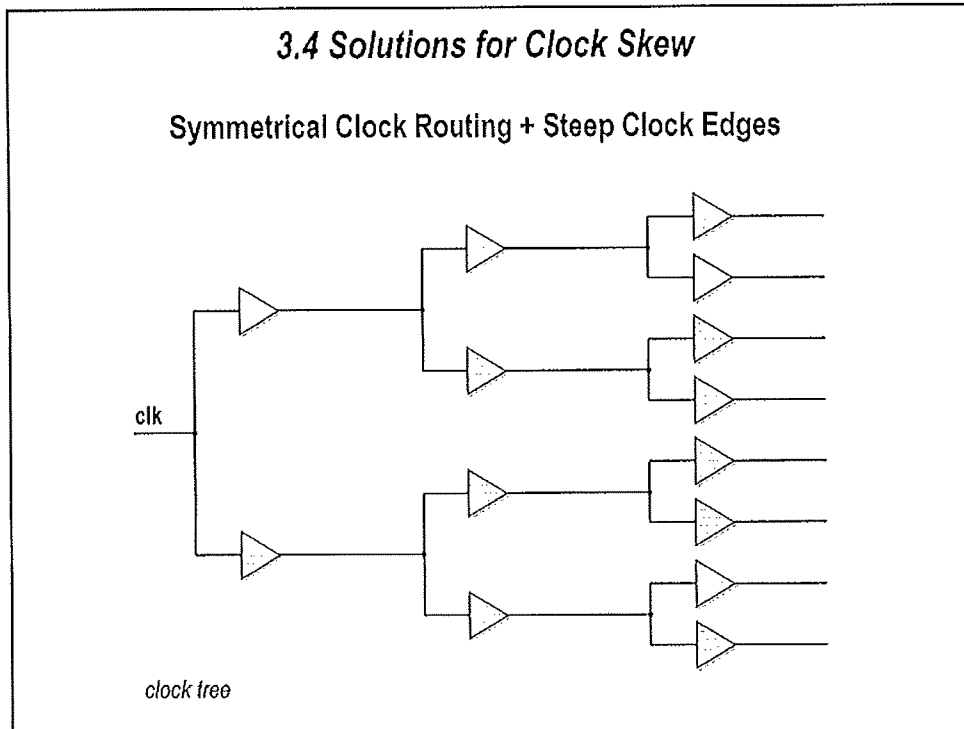 3.4 Solutions for Clock Skew
Symmetrical Clock Routing + Steep Clock Edges
clk
clock tree